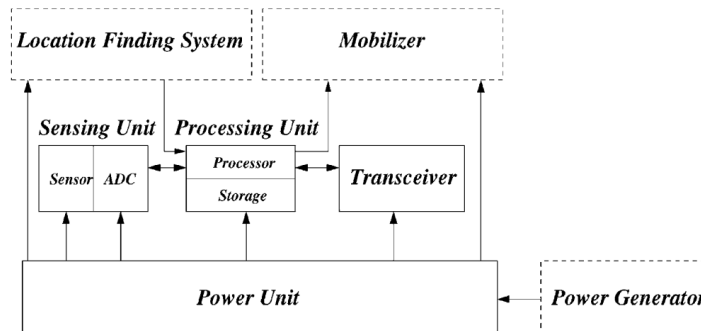 Location Finding System
Mobilizer
Sensing Unit
Processing Unit
Sensor
ADC
Processor
Storage
Transceiver
Power Unit
Power Generator